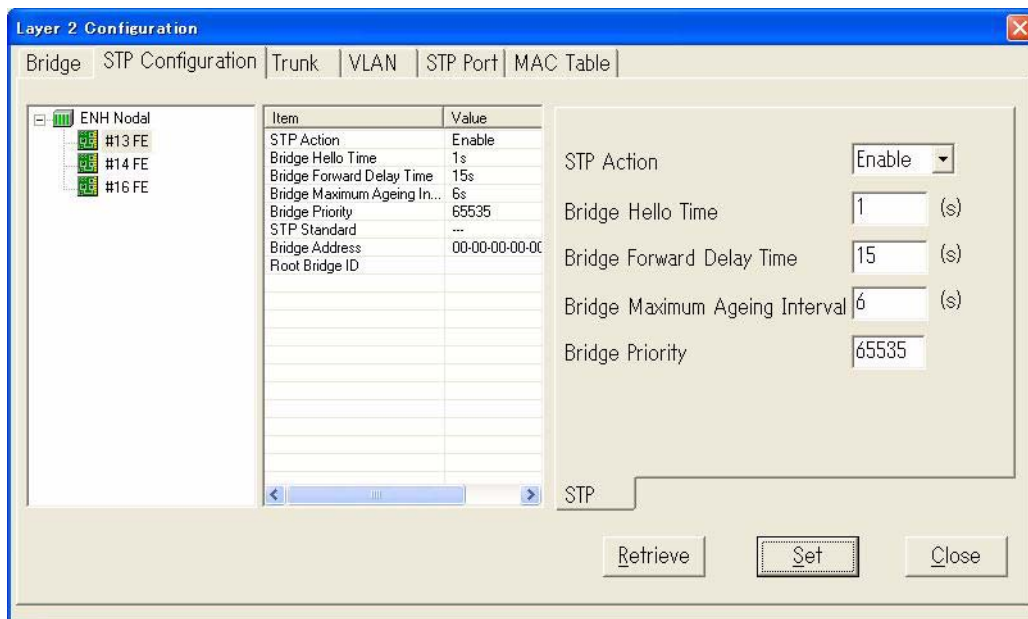 Layer 2 Configuration
Bridge STP Configuration Trunk VLAN STP Port MAC Table
ENH Nodal
#13 FE
#14 FE
#16 FE
Item Value
STP Action Enable
Bridge Hello Time 1s
Bridge Forward Delay Time 15s
Bridge Maximum Ageing In... 6s
Bridge Priority 65535
STP Standard ---
Bridge Address 00-00-00-00-00
Root Bridge ID
STP Action Enable
Bridge Hello Time 1 (s)
Bridge Forward Delay Time 15 (s)
Bridge Maximum Ageing Interval 6 (s)
Bridge Priority 65535
STP
Retrieve Set Close